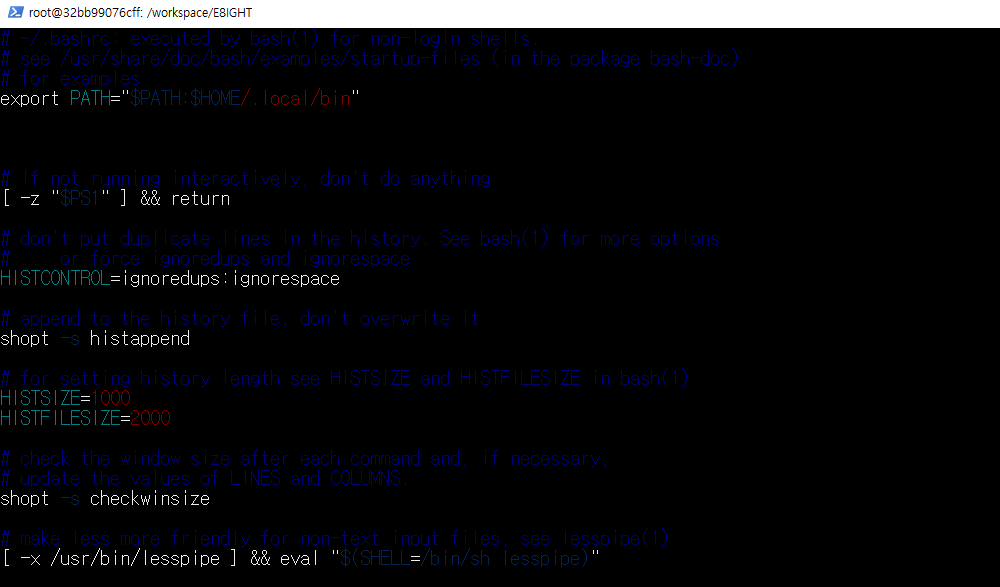 root@32bb99076cff: /workspace/E8IGHT
# ~/.bashrc: executed by bash(1) for non-login shells.
# see /usr/share/doc/bash/examples/startup-files (in the package bash-doc)
# for examples
export PATH="$PATH:$HOME/.local/bin"
# If not running interactively, don't do anything
[ -z "$PS1" ] && return
# don't put duplicate lines in the history. See bash(1) for more options
# ... or force ignoredups and ignorespace
HISTCONTROL=ignoredups:ignorespace
# append to the history file, don't overwrite it
shopt -s histappend
# for setting history length see HISTSIZE and HISTFILESIZE in bash(1)
HISTSIZE=1000
HISTFILESIZE=2000
# check the window size after each command and, if necessary,
# update the values of LINES and COLUMNS.
shopt -s checkwinsize
# make less more friendly for non-text input files, see lesspipe(1)
[ -x /usr/bin/lesspipe ] && eval "$(SHELL=/bin/sh lesspipe)"